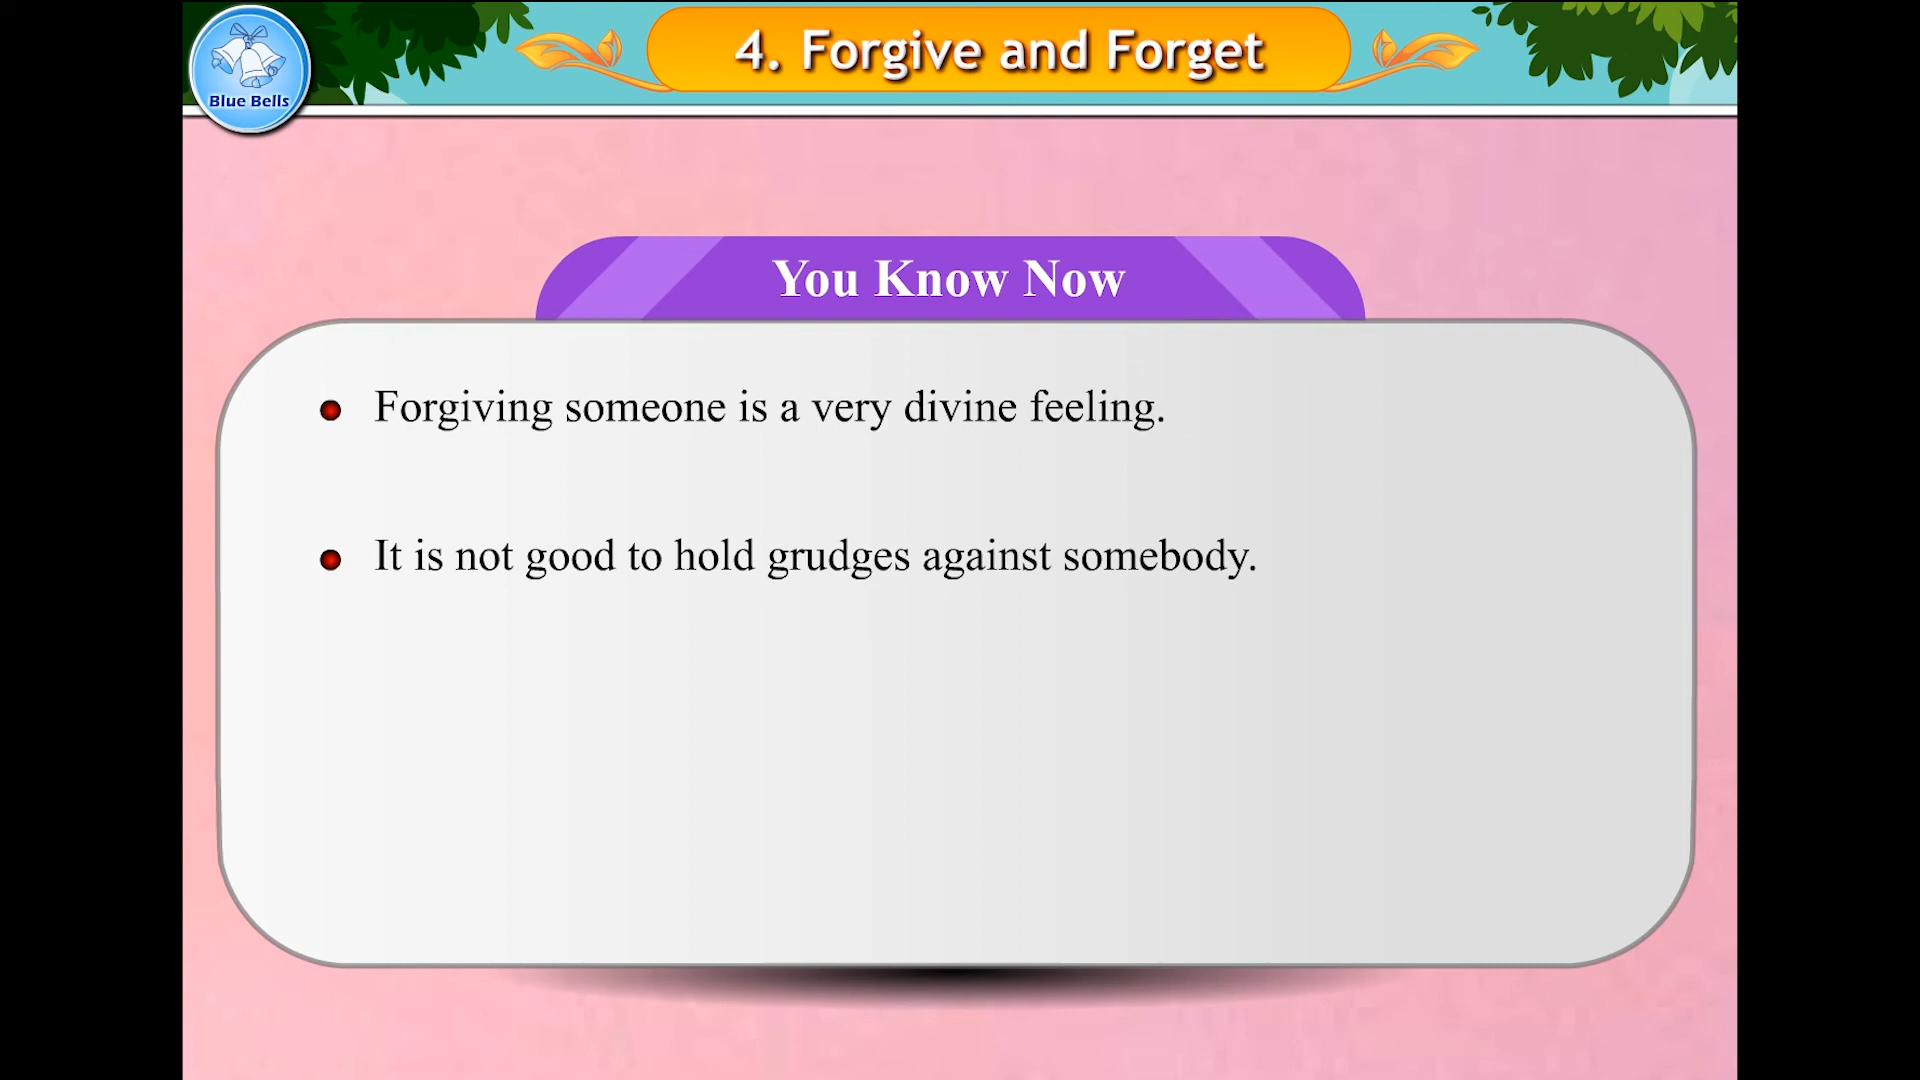 Blue Bells
4. Forgive and Forget
You Know Now
Forgiving someone is a very divine feeling.
It is not good to hold grudges against somebody.